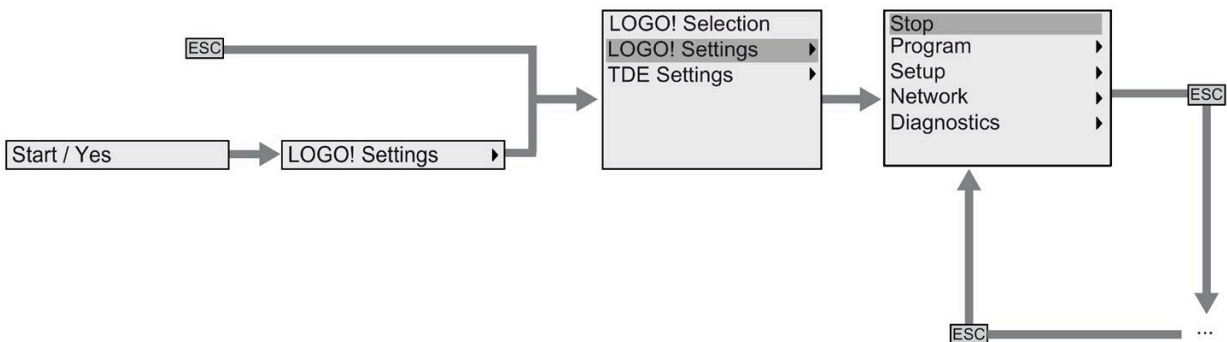 ESC
Start / Yes
LOGO! Settings
LOGO! Selection
LOGO! Settings
TDE Settings
Stop
Program
Setup
Network
Diagnostics
ESC
...
ESC